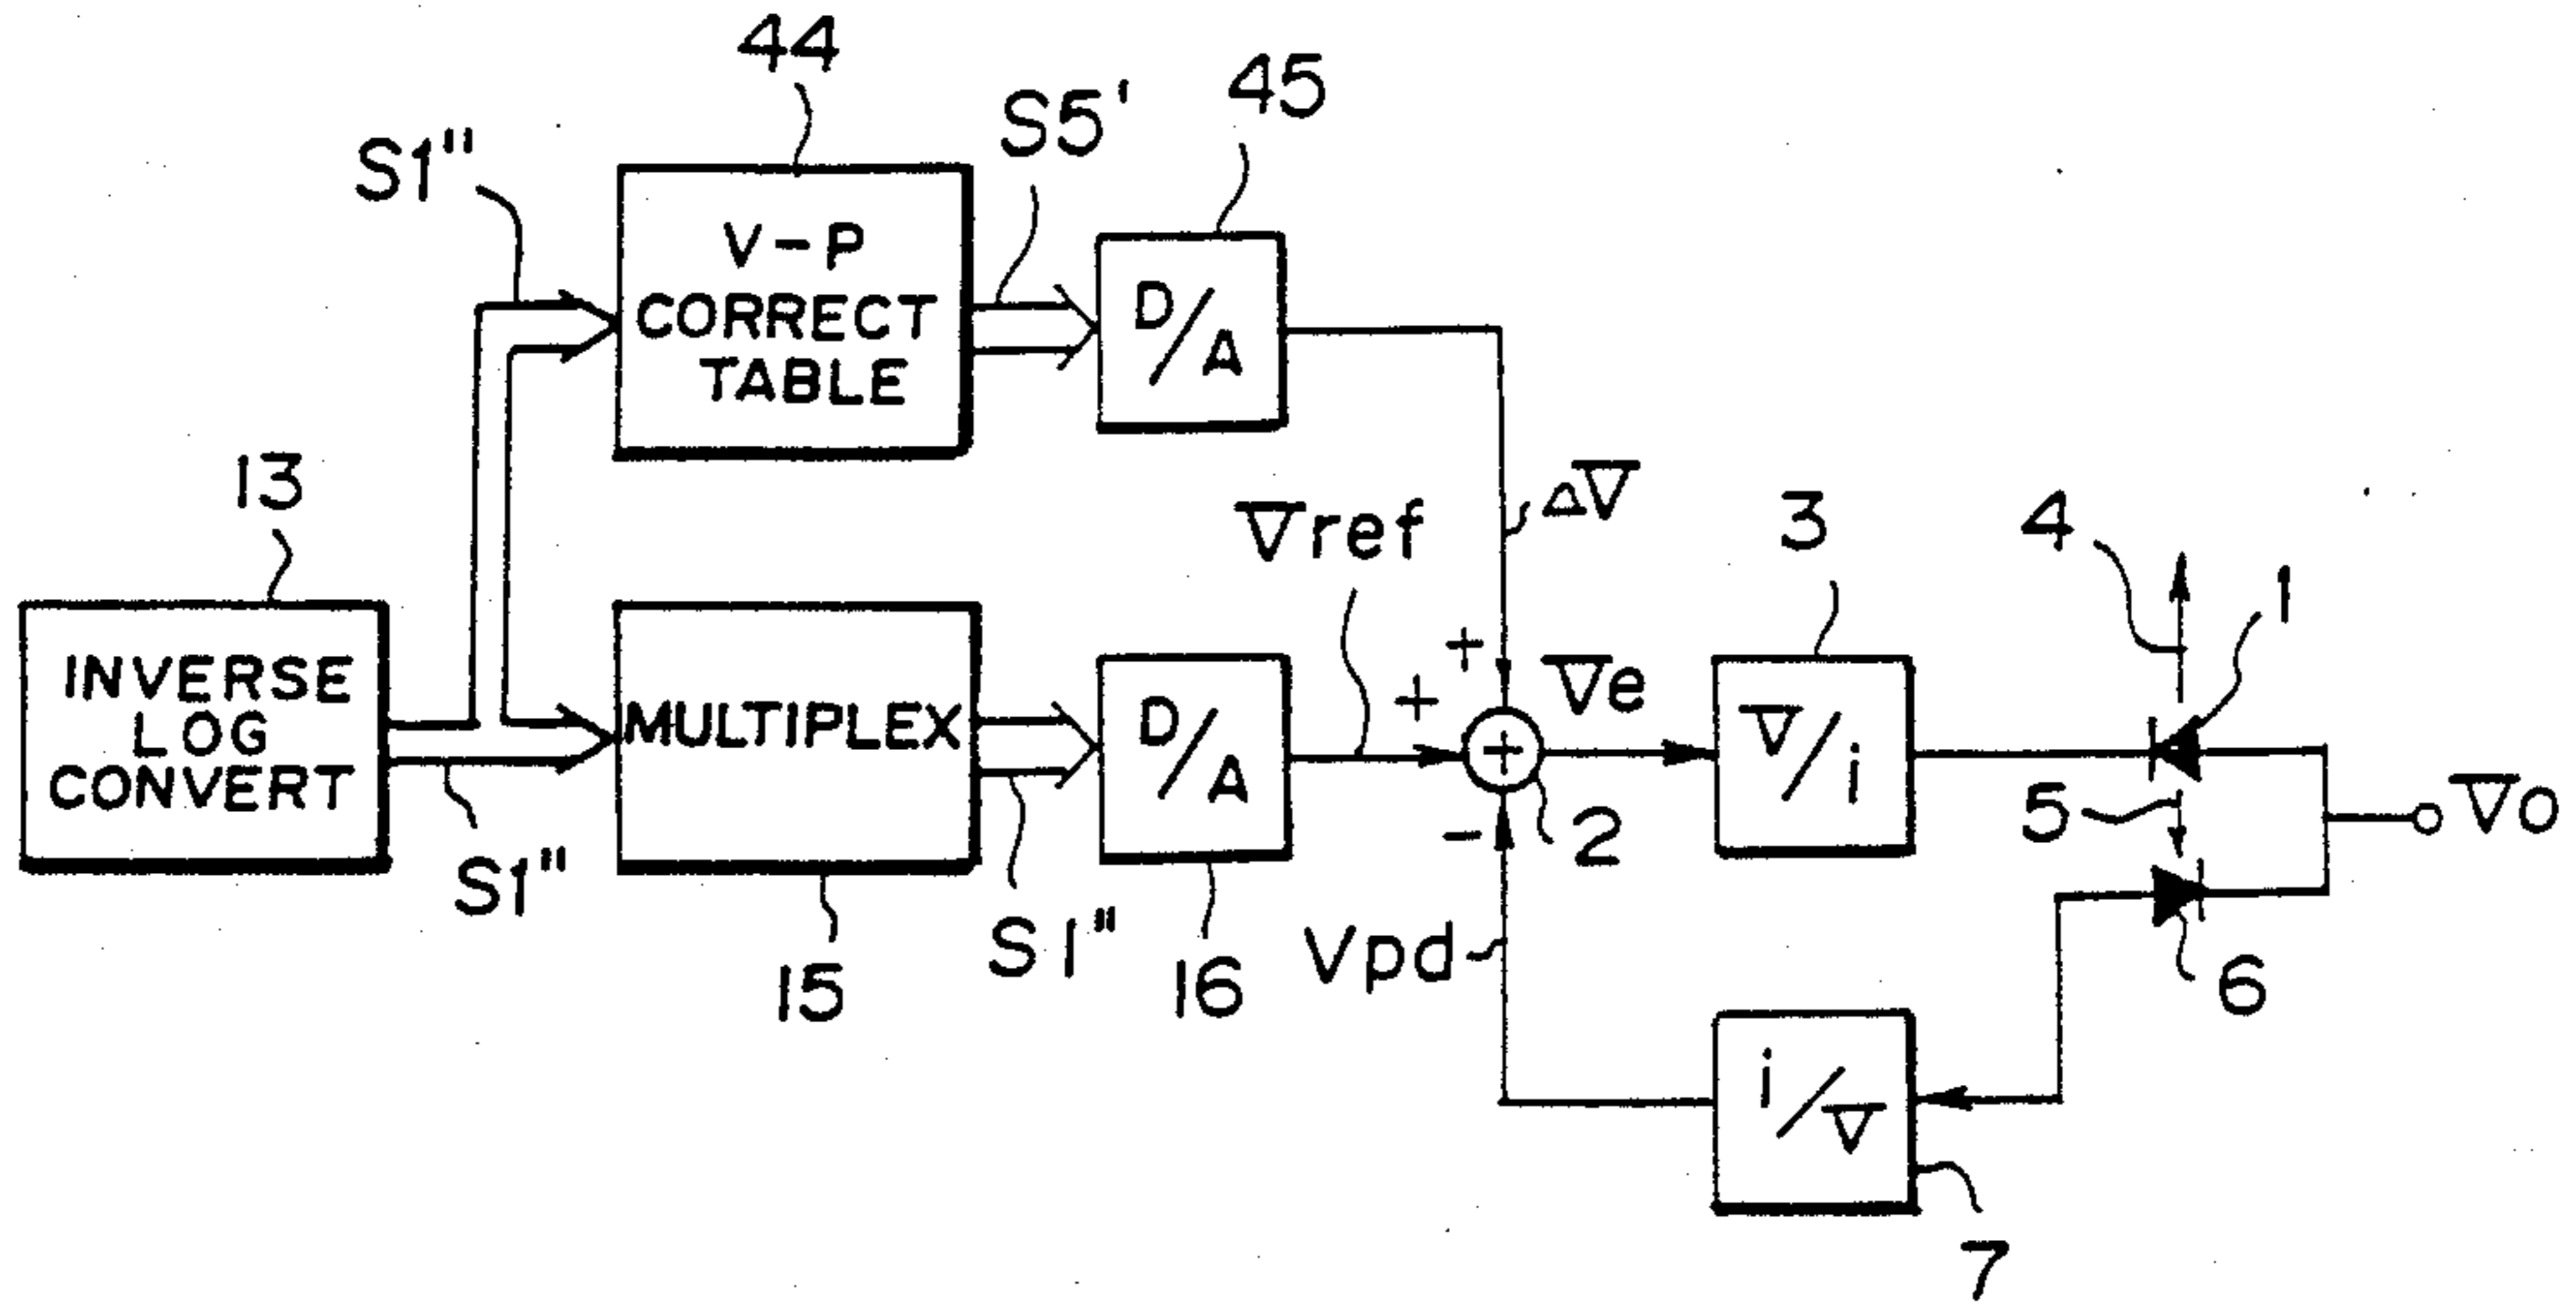 44
45
S1"
S5'
V-P
CORRECT
TABLE
D/A
13
ΔV
Vref
3
4
1
INVERSE
LOG
CONVERT
MULTIPLEX
D/A
+
+
+
Ve
V/i
5
Vo
-
2
S1"
S1"
15
16
Vpd
6
i/V
7